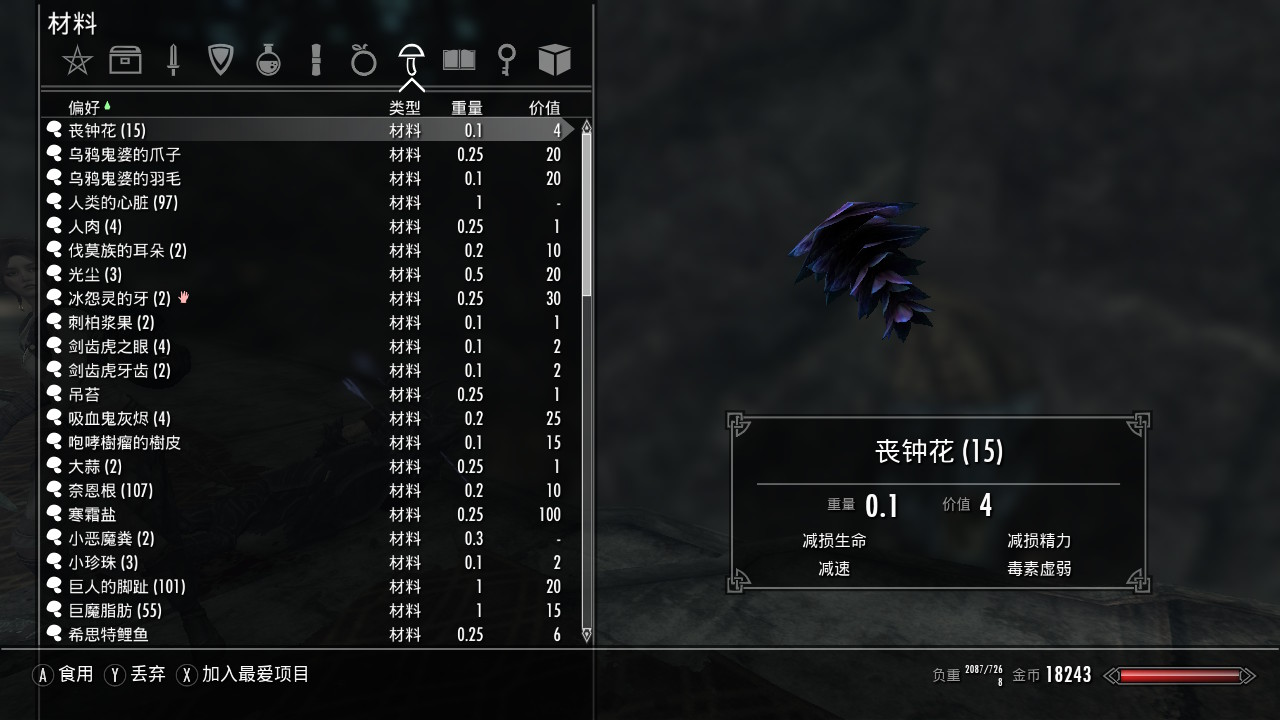 材料
偏好 类型 重量 价值
丧钟花 (15) 材料 0.1 4
乌鸦鬼婆的爪子 材料 0.25 20
乌鸦鬼婆的羽毛 材料 0.1 20
人类的心脏 (97) 材料 1 -
人肉 (4) 材料 0.25 1
伐莫族的耳朵 (2) 材料 0.2 10
光尘 (3) 材料 0.5 20
冰怨灵的牙 (2) 材料 0.25 30
刺柏浆果 (2) 材料 0.1 1
剑齿虎之眼 (4) 材料 0.1 2
剑齿虎牙齿 (2) 材料 0.1 2
吊苔 材料 0.25 1
吸血鬼灰烬 (4) 材料 0.2 25
咆哮樹瘤的樹皮 材料 0.1 15
大蒜 (2) 材料 0.25 1
奈恩根 (107) 材料 0.2 10
寒霜盐 材料 0.25 100
小恶魔粪 (2) 材料 0.3 -
小珍珠 (3) 材料 0.1 2
巨人的脚趾 (101) 材料 1 20
巨魔脂肪 (55) 材料 1 15
希思特鲤鱼 材料 0.25 6
丧钟花 (15)
重量 0.1 价值 4
减损生命 减损精力
减速 毒素虚弱
A 食用 Y 丢弃 X 加入最爱项目
负重 2087/7268 金币 18243